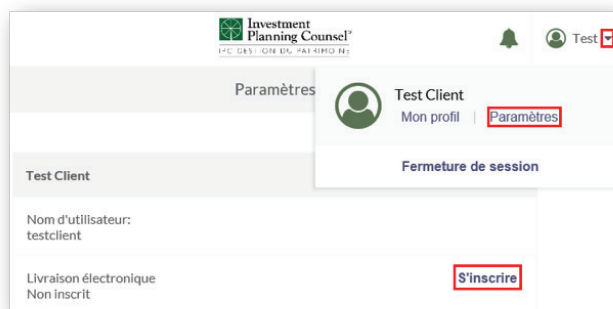 Investment
Planning Counsel
IPC GESTION DU PATRIMOINE
Test
Paramètres
Test Client
Mon profil | Paramètres
Fermeture de session
Test Client
Nom d'utilisateur:
testclient
Livraison électronique
Non inscrit
S'inscrire